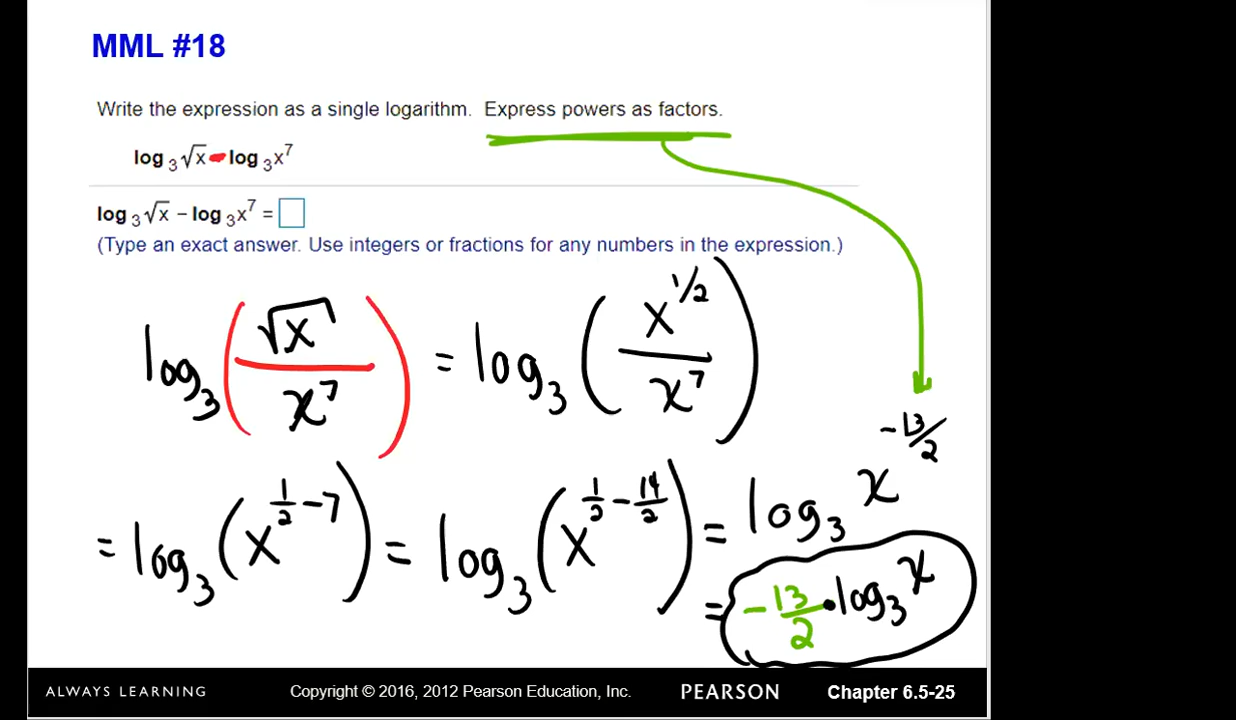 MML #18
Write the expression as a single logarithm. Express powers as factors.
log₃√x - log₃x⁷
log₃√x − log₃x⁷ = □
(Type an exact answer. Use integers or fractions for any numbers in the expression.)
log₃(√x / x⁷) = log₃(x^(1/2) / x⁷)
= log₃(x^(1/2 − 7)) = log₃(x^(1/2 − 14/2)) = log₃ x^(−13/2)
= −13/2 • log₃ x
ALWAYS LEARNING Copyright © 2016, 2012 Pearson Education, Inc. PEARSON Chapter 6.5-25